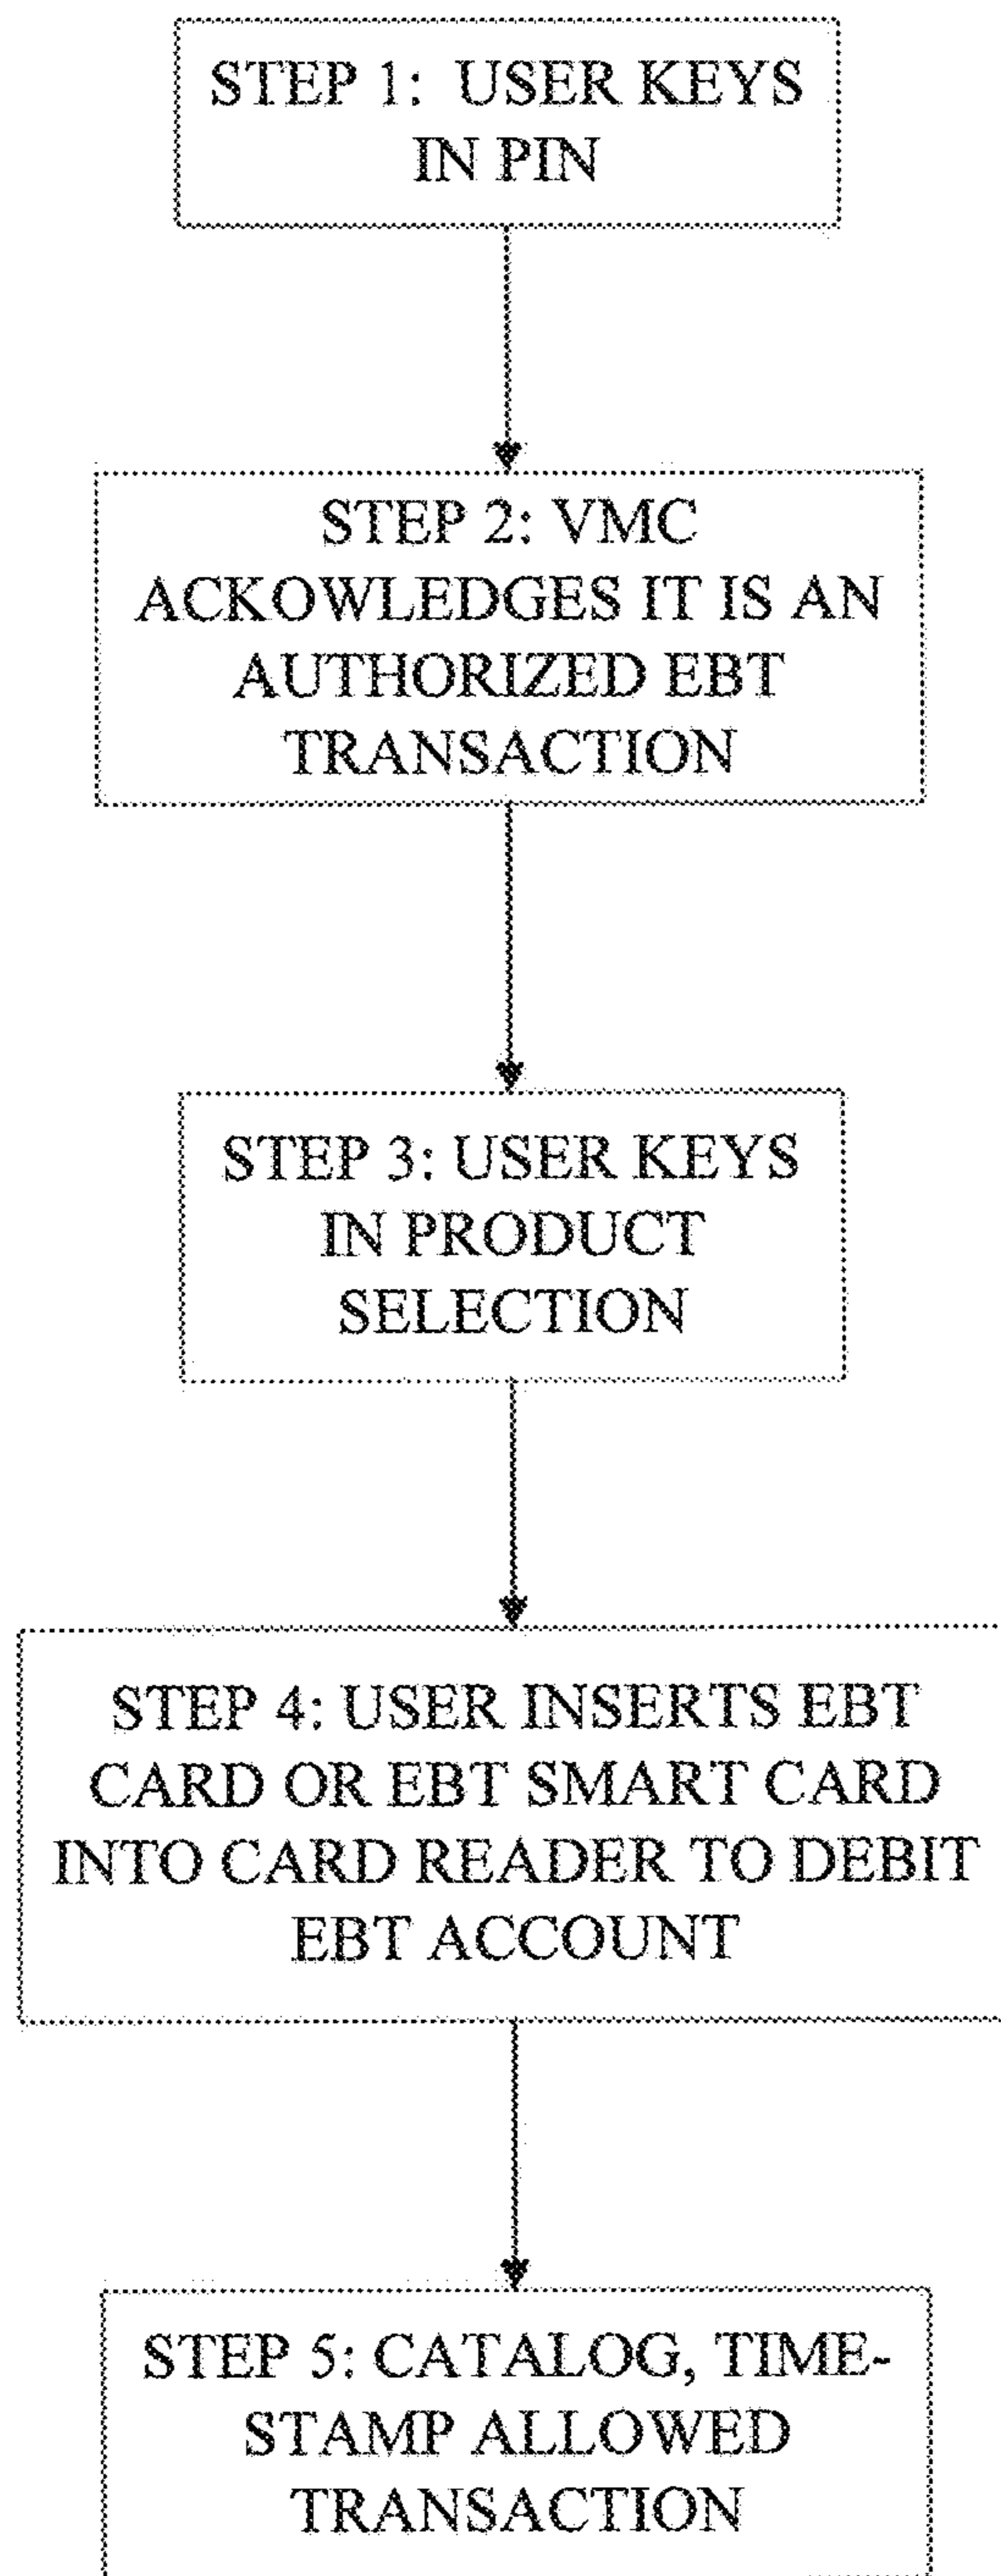 STEP 1: USER KEYS
IN PIN
STEP 2: VMC
ACKOWLEDGES IT IS AN
AUTHORIZED EBT
TRANSACTION
STEP 3: USER KEYS
IN PRODUCT
SELECTION
STEP 4: USER INSERTS EBT
CARD OR EBT SMART CARD
INTO CARD READER TO DEBIT
EBT ACCOUNT
STEP 5: CATALOG, TIME-
STAMP ALLOWED
TRANSACTION